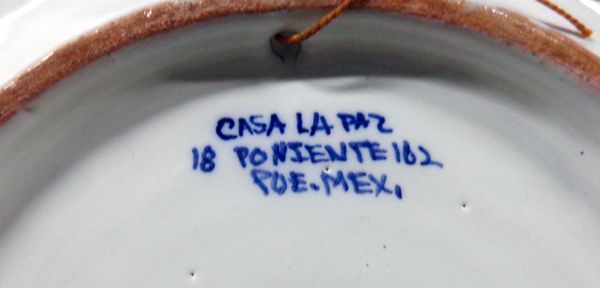 CASA LA PAZ
18 PONIENTE 162
PUE. MEX.